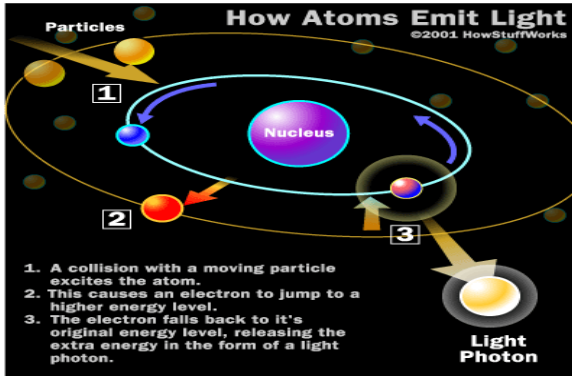 How Atoms Emit Light
©2001 HowStuffWorks
Particles
1
Nucleus
2
3
1. A collision with a moving particle
excites the atom.
2. This causes an electron to jump to a
higher energy level.
3. The electron falls back to it's
original energy level, releasing the
extra energy in the form of a light
photon.
Light
Photon